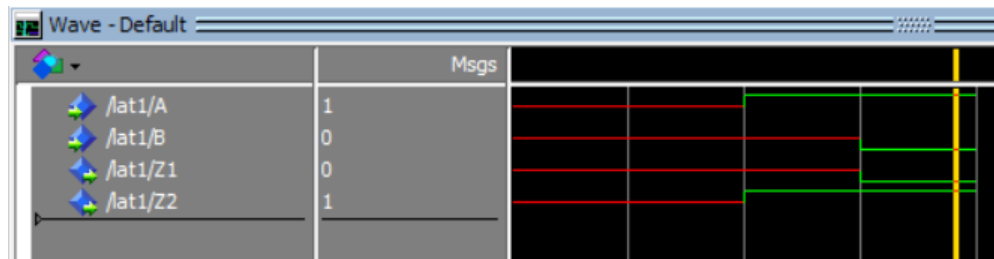 Wave - Default
Msgs
/lat1/A 1
/lat1/B 0
/lat1/Z1 0
/lat1/Z2 1